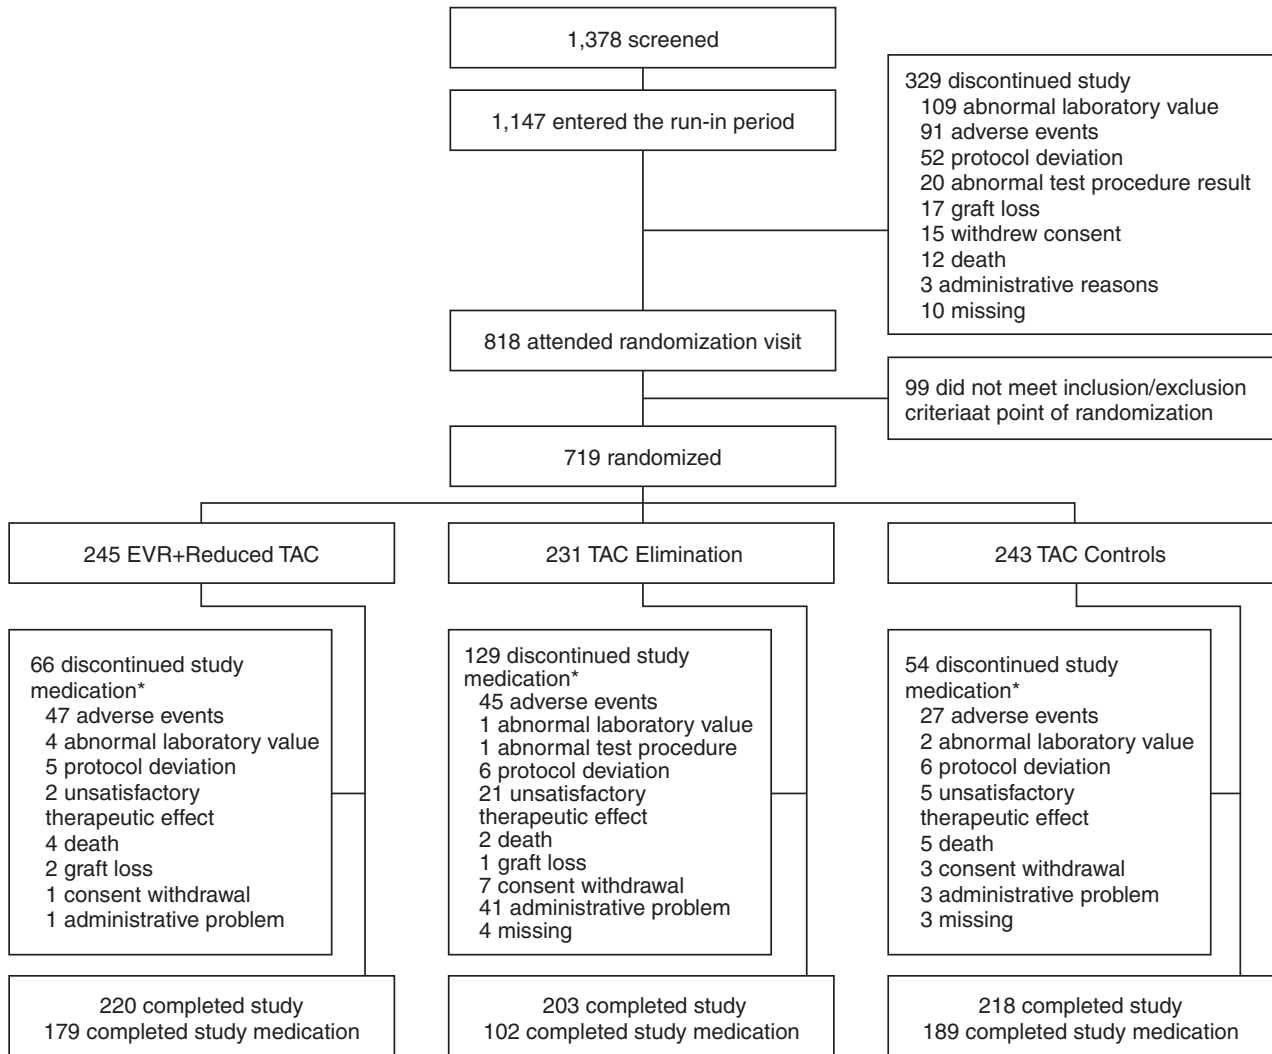 1,378 screened
1,147 entered the run-in period
329 discontinued study
109 abnormal laboratory value
91 adverse events
52 protocol deviation
20 abnormal test procedure result
17 graft loss
15 withdrew consent
12 death
3 administrative reasons
10 missing
818 attended randomization visit
99 did not meet inclusion/exclusion
criteriaat point of randomization
719 randomized
245 EVR+Reduced TAC
231 TAC Elimination
243 TAC Controls
66 discontinued study
medication*
47 adverse events
4 abnormal laboratory value
5 protocol deviation
2 unsatisfactory
therapeutic effect
4 death
2 graft loss
1 consent withdrawal
1 administrative problem
129 discontinued study
medication*
45 adverse events
1 abnormal laboratory value
1 abnormal test procedure
6 protocol deviation
21 unsatisfactory
therapeutic effect
2 death
1 graft loss
7 consent withdrawal
41 administrative problem
4 missing
54 discontinued study
medication*
27 adverse events
2 abnormal laboratory value
6 protocol deviation
5 unsatisfactory
therapeutic effect
5 death
3 consent withdrawal
3 administrative problem
3 missing
220 completed study
179 completed study medication
203 completed study
102 completed study medication
218 completed study
189 completed study medication